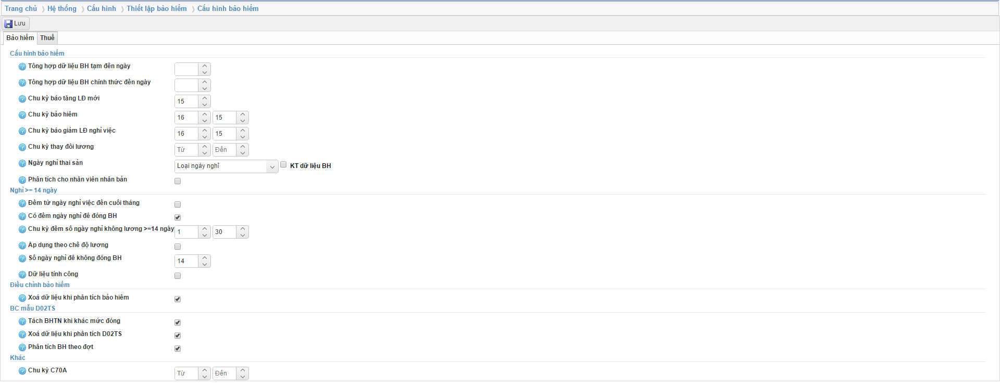 Trang chủ ❭ Hệ thống ❭ Cấu hình ❭ Thiết lập bảo hiểm ❭ Cấu hình bảo hiểm
Lưu
Bảo hiểm Thuế
Cấu hình bảo hiểm
Tổng hợp dữ liệu BH tạm đến ngày
Tổng hợp dữ liệu BH chính thức đến ngày
Chu kỳ báo tăng LĐ mới 15
Chu kỳ bảo hiểm 16 15
Chu kỳ báo giảm LĐ nghỉ việc 16 15
Chu kỳ thay đổi lương Từ Đến
Ngày nghỉ thai sản Loại ngày nghỉ KT dữ liệu BH
Phân tích cho nhân viên nhân bản
Nghỉ >= 14 ngày
Đếm từ ngày nghỉ việc đến cuối tháng
Có đếm ngày nghỉ để đóng BH
Chu kỳ đếm số ngày nghỉ không lương >=14 ngày 1 30
Áp dụng theo chế độ lương
Số ngày nghỉ để không đóng BH 14
Dữ liệu tính công
Điều chỉnh bảo hiểm
Xoá dữ liệu khi phân tích bảo hiểm
BC mẫu D02TS
Tách BHTN khi khác mức đóng
Xoá dữ liệu khi phân tích D02TS
Phân tích BH theo đợt
Khác
Chu kỳ C70A Từ Đến